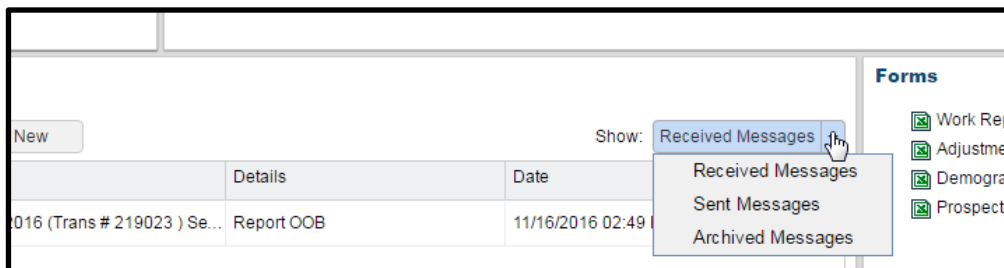 Forms
New
Show: Received Messages
Work Rep
Adjustme
Demogra
Prospect
Received Messages
Sent Messages
Archived Messages
Details
Date
2016 (Trans # 219023 ) Se...
Report OOB
11/16/2016 02:49